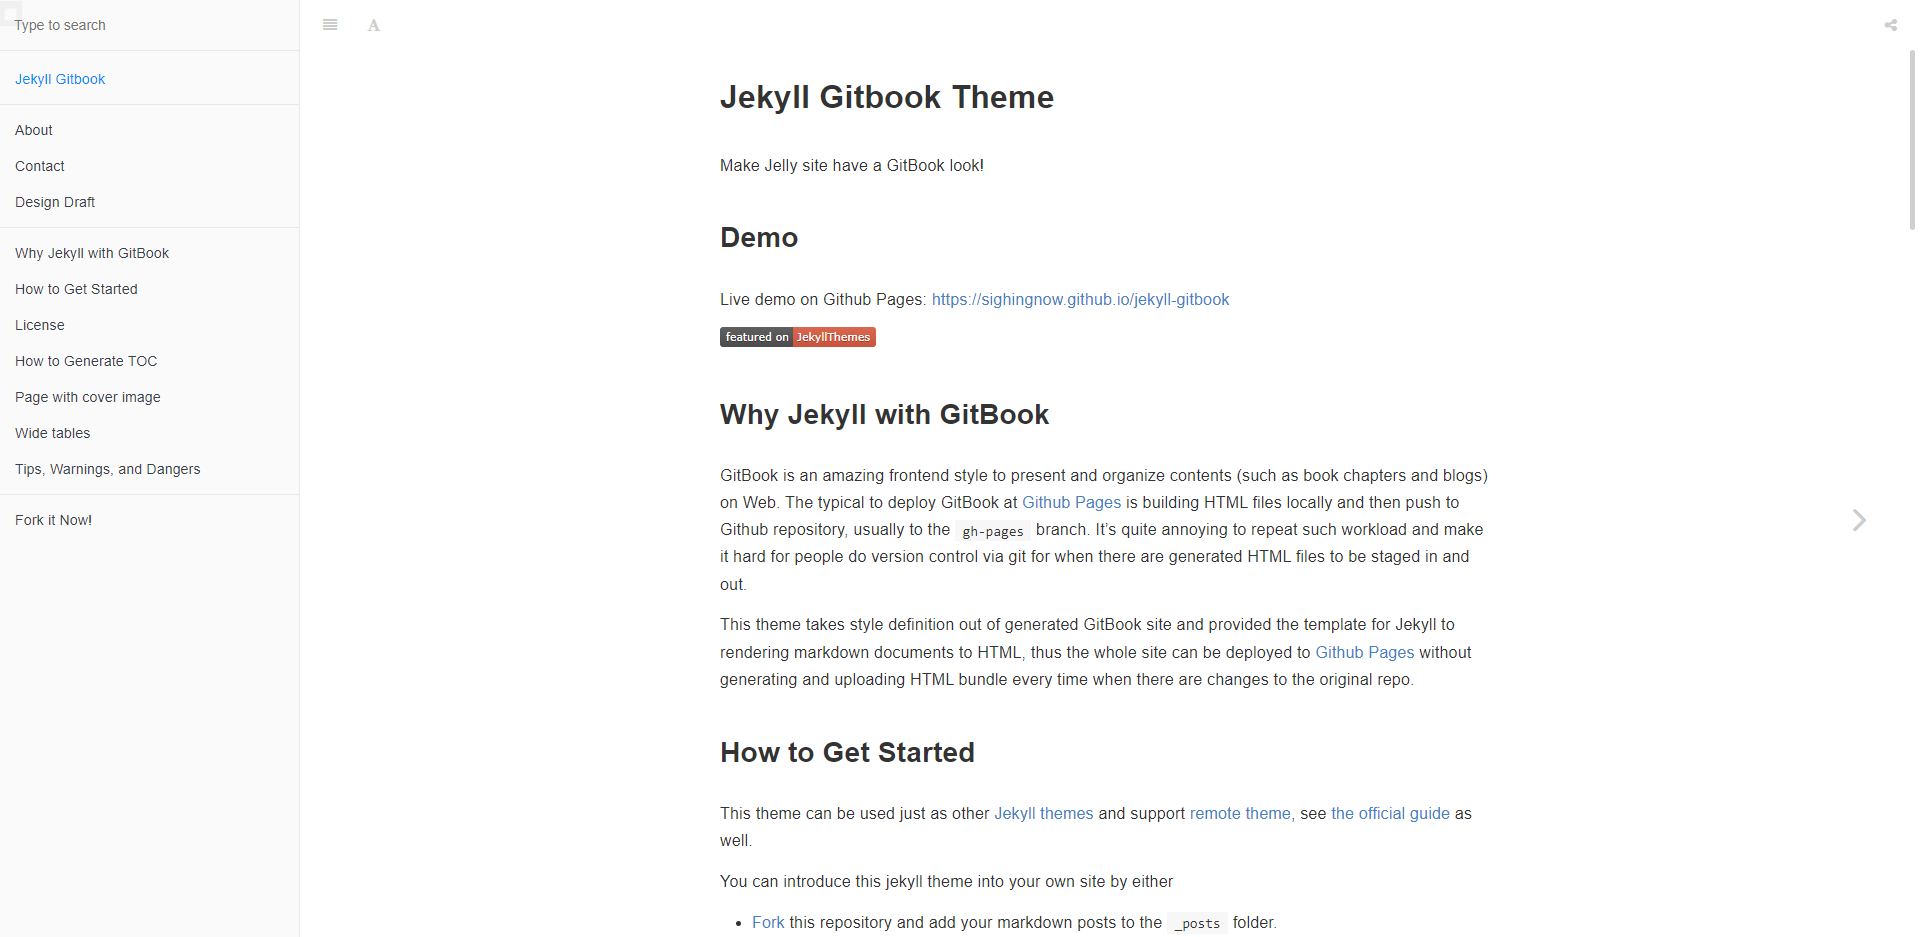 Type to search
Jekyll Gitbook
About
Contact
Design Draft
Why Jekyll with GitBook
How to Get Started
License
How to Generate TOC
Page with cover image
Wide tables
Tips, Warnings, and Dangers
Fork it Now!
A
Jekyll Gitbook Theme
Make Jelly site have a GitBook look!
Demo
Live demo on Github Pages: https://sighingnow.github.io/jekyll-gitbook
featured on JekyllThemes
Why Jekyll with GitBook
GitBook is an amazing frontend style to present and organize contents (such as book chapters and blogs)
on Web. The typical to deploy GitBook at Github Pages is building HTML files locally and then push to
Github repository, usually to the gh-pages branch. It’s quite annoying to repeat such workload and make
it hard for people do version control via git for when there are generated HTML files to be staged in and
out.
This theme takes style definition out of generated GitBook site and provided the template for Jekyll to
rendering markdown documents to HTML, thus the whole site can be deployed to Github Pages without
generating and uploading HTML bundle every time when there are changes to the original repo.
How to Get Started
This theme can be used just as other Jekyll themes and support remote theme, see the official guide as
well.
You can introduce this jekyll theme into your own site by either
• Fork this repository and add your markdown posts to the _posts folder.